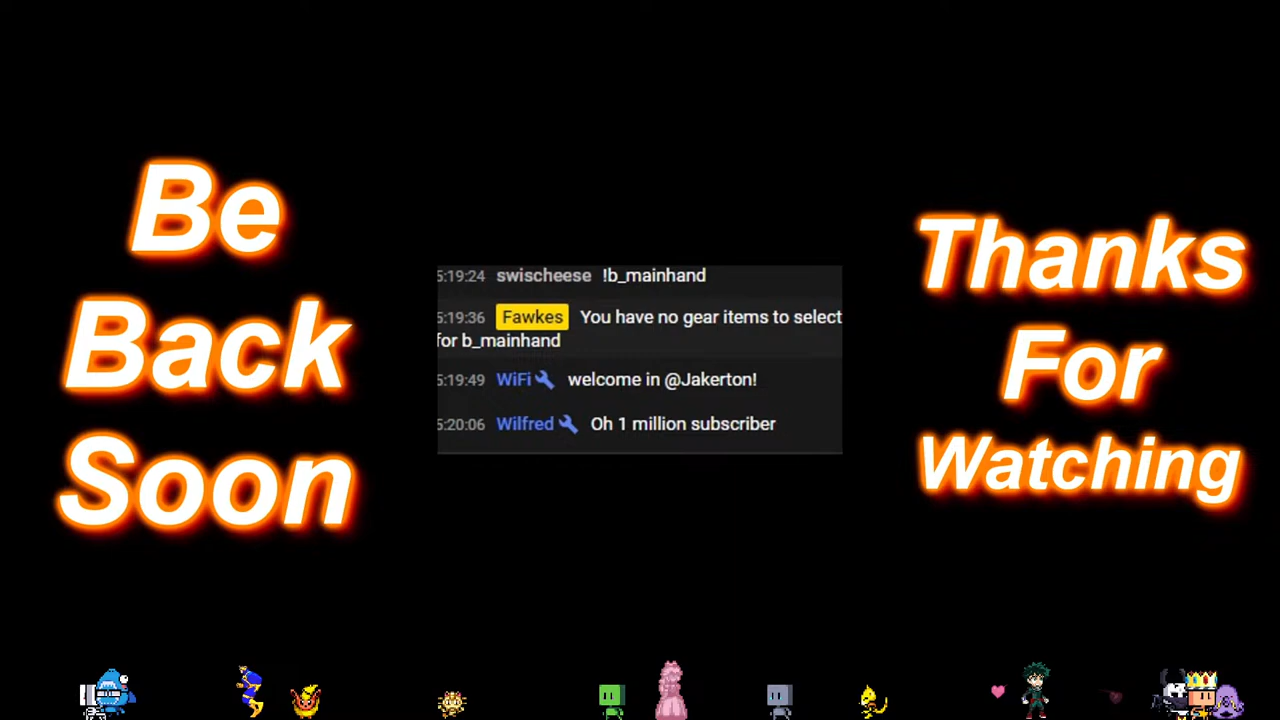 Be
Back
Soon
5:19:24 swischeese !b_mainhand
5:19:36 Fawkes You have no gear items to select
for b_mainhand
5:19:49 WiFi welcome in @Jakerton!
5:20:06 Wilfred Oh 1 million subscriber
Thanks
For
Watching